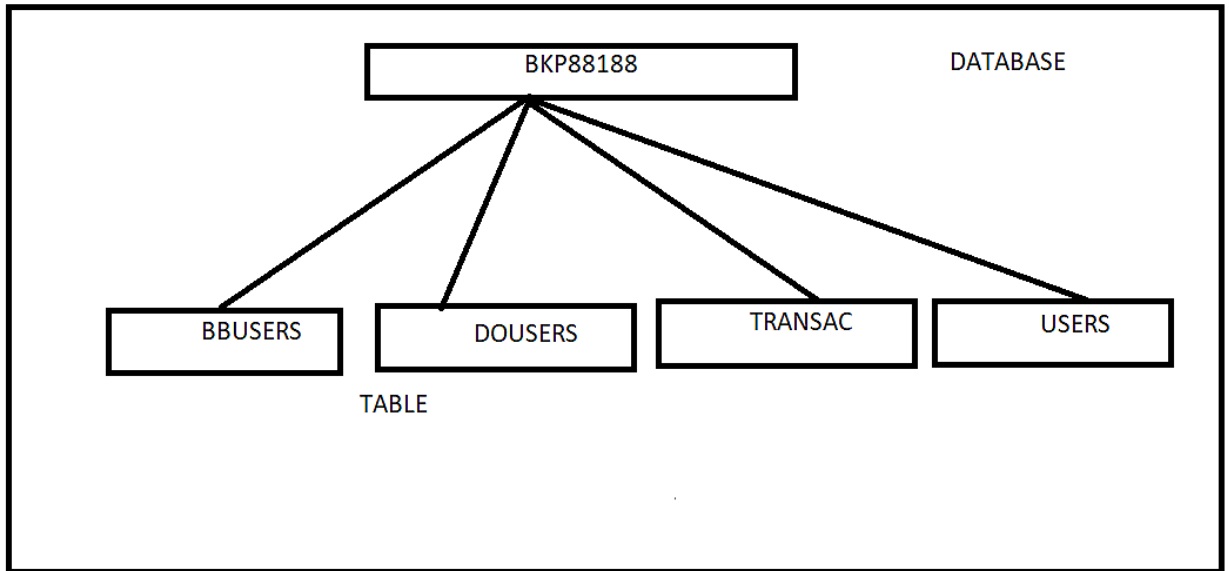 BKP88188
DATABASE
BBUSERS
DOUSERS
TRANSAC
USERS
TABLE